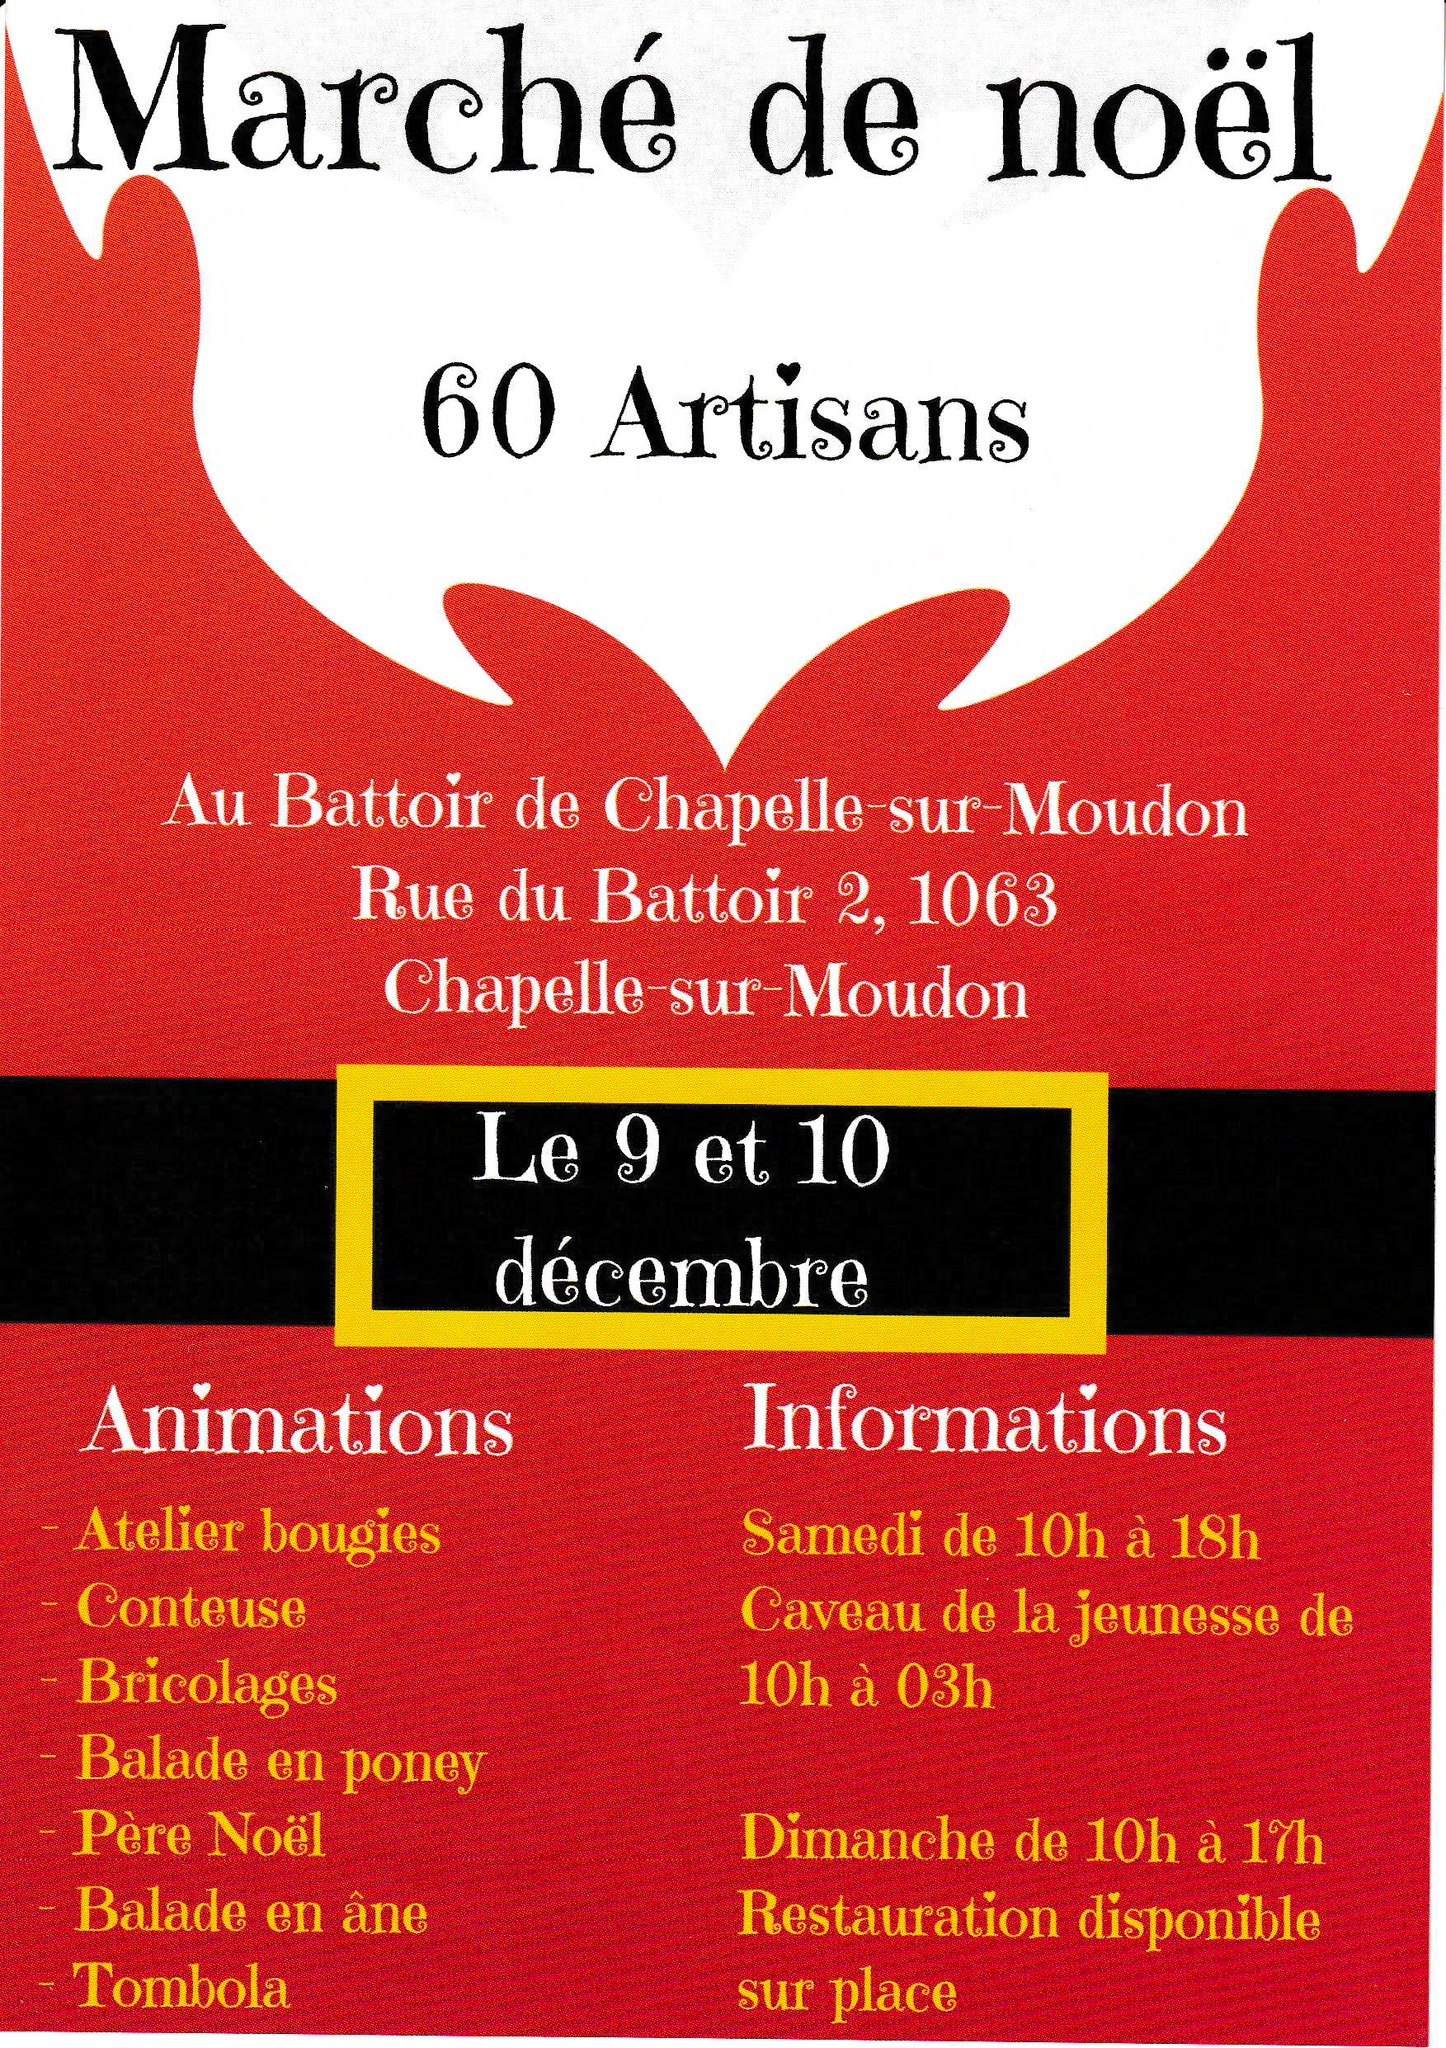 Marché de noël
60 Artisans
Au Battoir de Chapelle-sur-Moudon
Rue du Battoir 2, 1063
Chapelle-sur-Moudon
Le 9 et 10
décembre
Animations
- Atelier bougies
- Conteuse
- Bricolages
- Balade en poney
- Père Noël
- Balade en âne
- Tombola
Informations
Samedi de 10h à 18h
Caveau de la jeunesse de
10h à 03h
Dimanche de 10h à 17h
Restauration disponible
sur place